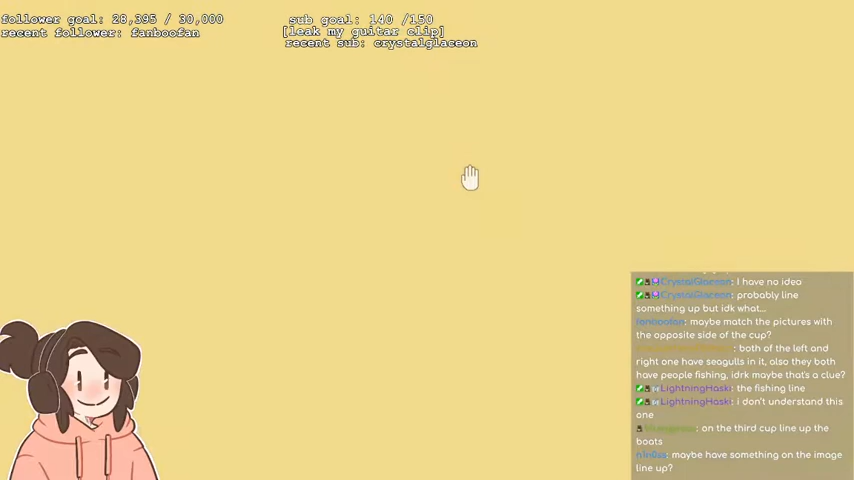 follower goal: 28,395 / 30,000
recent follower: fanboofan
sub goal: 140 /150
[leak my guitar clip]
recent sub: crystalglaceon
CrystalGlaceon: I have no idea
CrystalGlaceon: probably line
something up but idk what...
fanboofan: maybe match the pictures with
the opposite side of the cup?
: both of the left and
right one have seagulls in it, also they both
have people fishing, idrk maybe that's a clue?
LightningHaski: the fishing line
LightningHaski: i don't understand this
one
: on the third cup line up the
boats
: maybe have something on the image
line up?